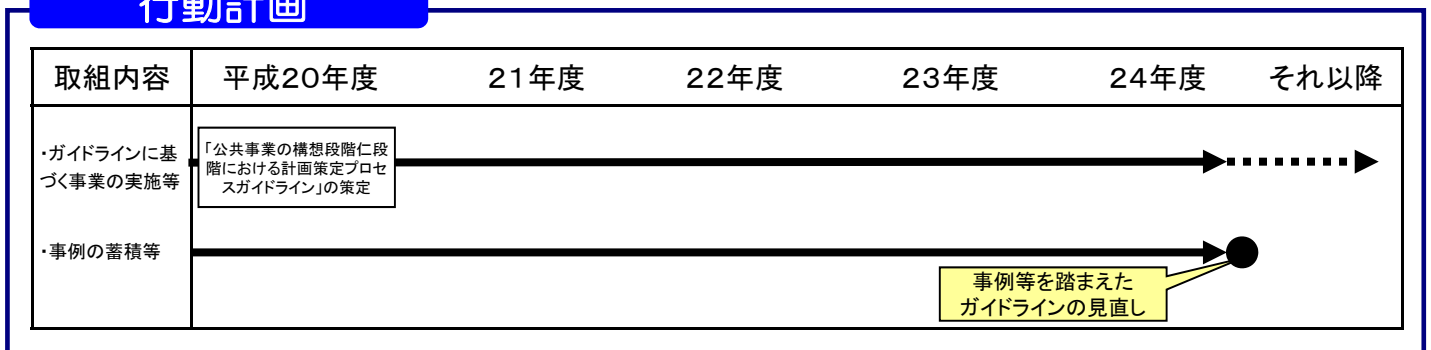 行動計画
取組内容 平成20年度 21年度 22年度 23年度 24年度 それ以降
・ガイドラインに基
づく事業の実施等
「公共事業の構想段階仁段
階における計画策定プロセ
スガイドライン」の策定
・事例の蓄積等
事例等を踏まえた
ガイドラインの見直し